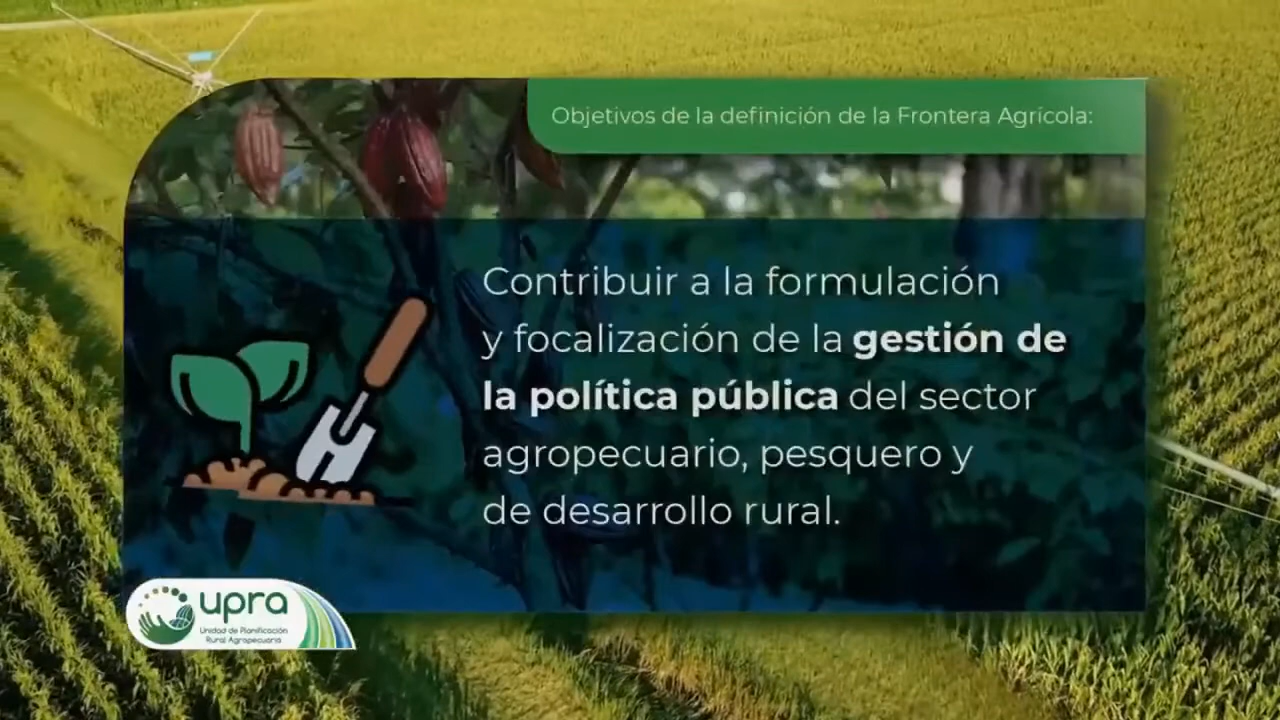 Objetivos de la definición de la Frontera Agrícola:
Contribuir a la formulación
y focalización de la gestión de
la política pública del sector
agropecuario, pesquero y
de desarrollo rural.
upra
Unidad de Planificación
Rural Agropecuaria